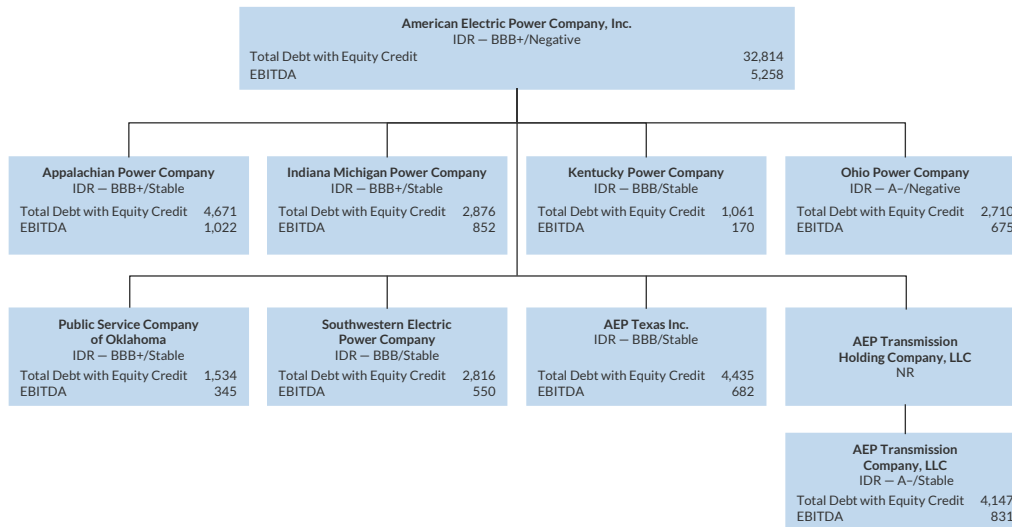 American Electric Power Company, Inc.
IDR — BBB+/Negative
Total Debt with Equity Credit 32,814
EBITDA 5,258
Appalachian Power Company
IDR — BBB+/Stable
Total Debt with Equity Credit 4,671
EBITDA 1,022
Indiana Michigan Power Company
IDR — BBB+/Stable
Total Debt with Equity Credit 2,876
EBITDA 852
Kentucky Power Company
IDR — BBB/Stable
Total Debt with Equity Credit 1,061
EBITDA 170
Ohio Power Company
IDR — A–/Negative
Total Debt with Equity Credit 2,710
EBITDA 675
Public Service Company
of Oklahoma
IDR — BBB+/Stable
Total Debt with Equity Credit 1,534
EBITDA 345
Southwestern Electric
Power Company
IDR — BBB/Stable
Total Debt with Equity Credit 2,816
EBITDA 550
AEP Texas Inc.
IDR — BBB/Stable
Total Debt with Equity Credit 4,435
EBITDA 682
AEP Transmission
Holding Company, LLC
NR
AEP Transmission
Company, LLC
IDR — A–/Stable
Total Debt with Equity Credit 4,147
EBITDA 831